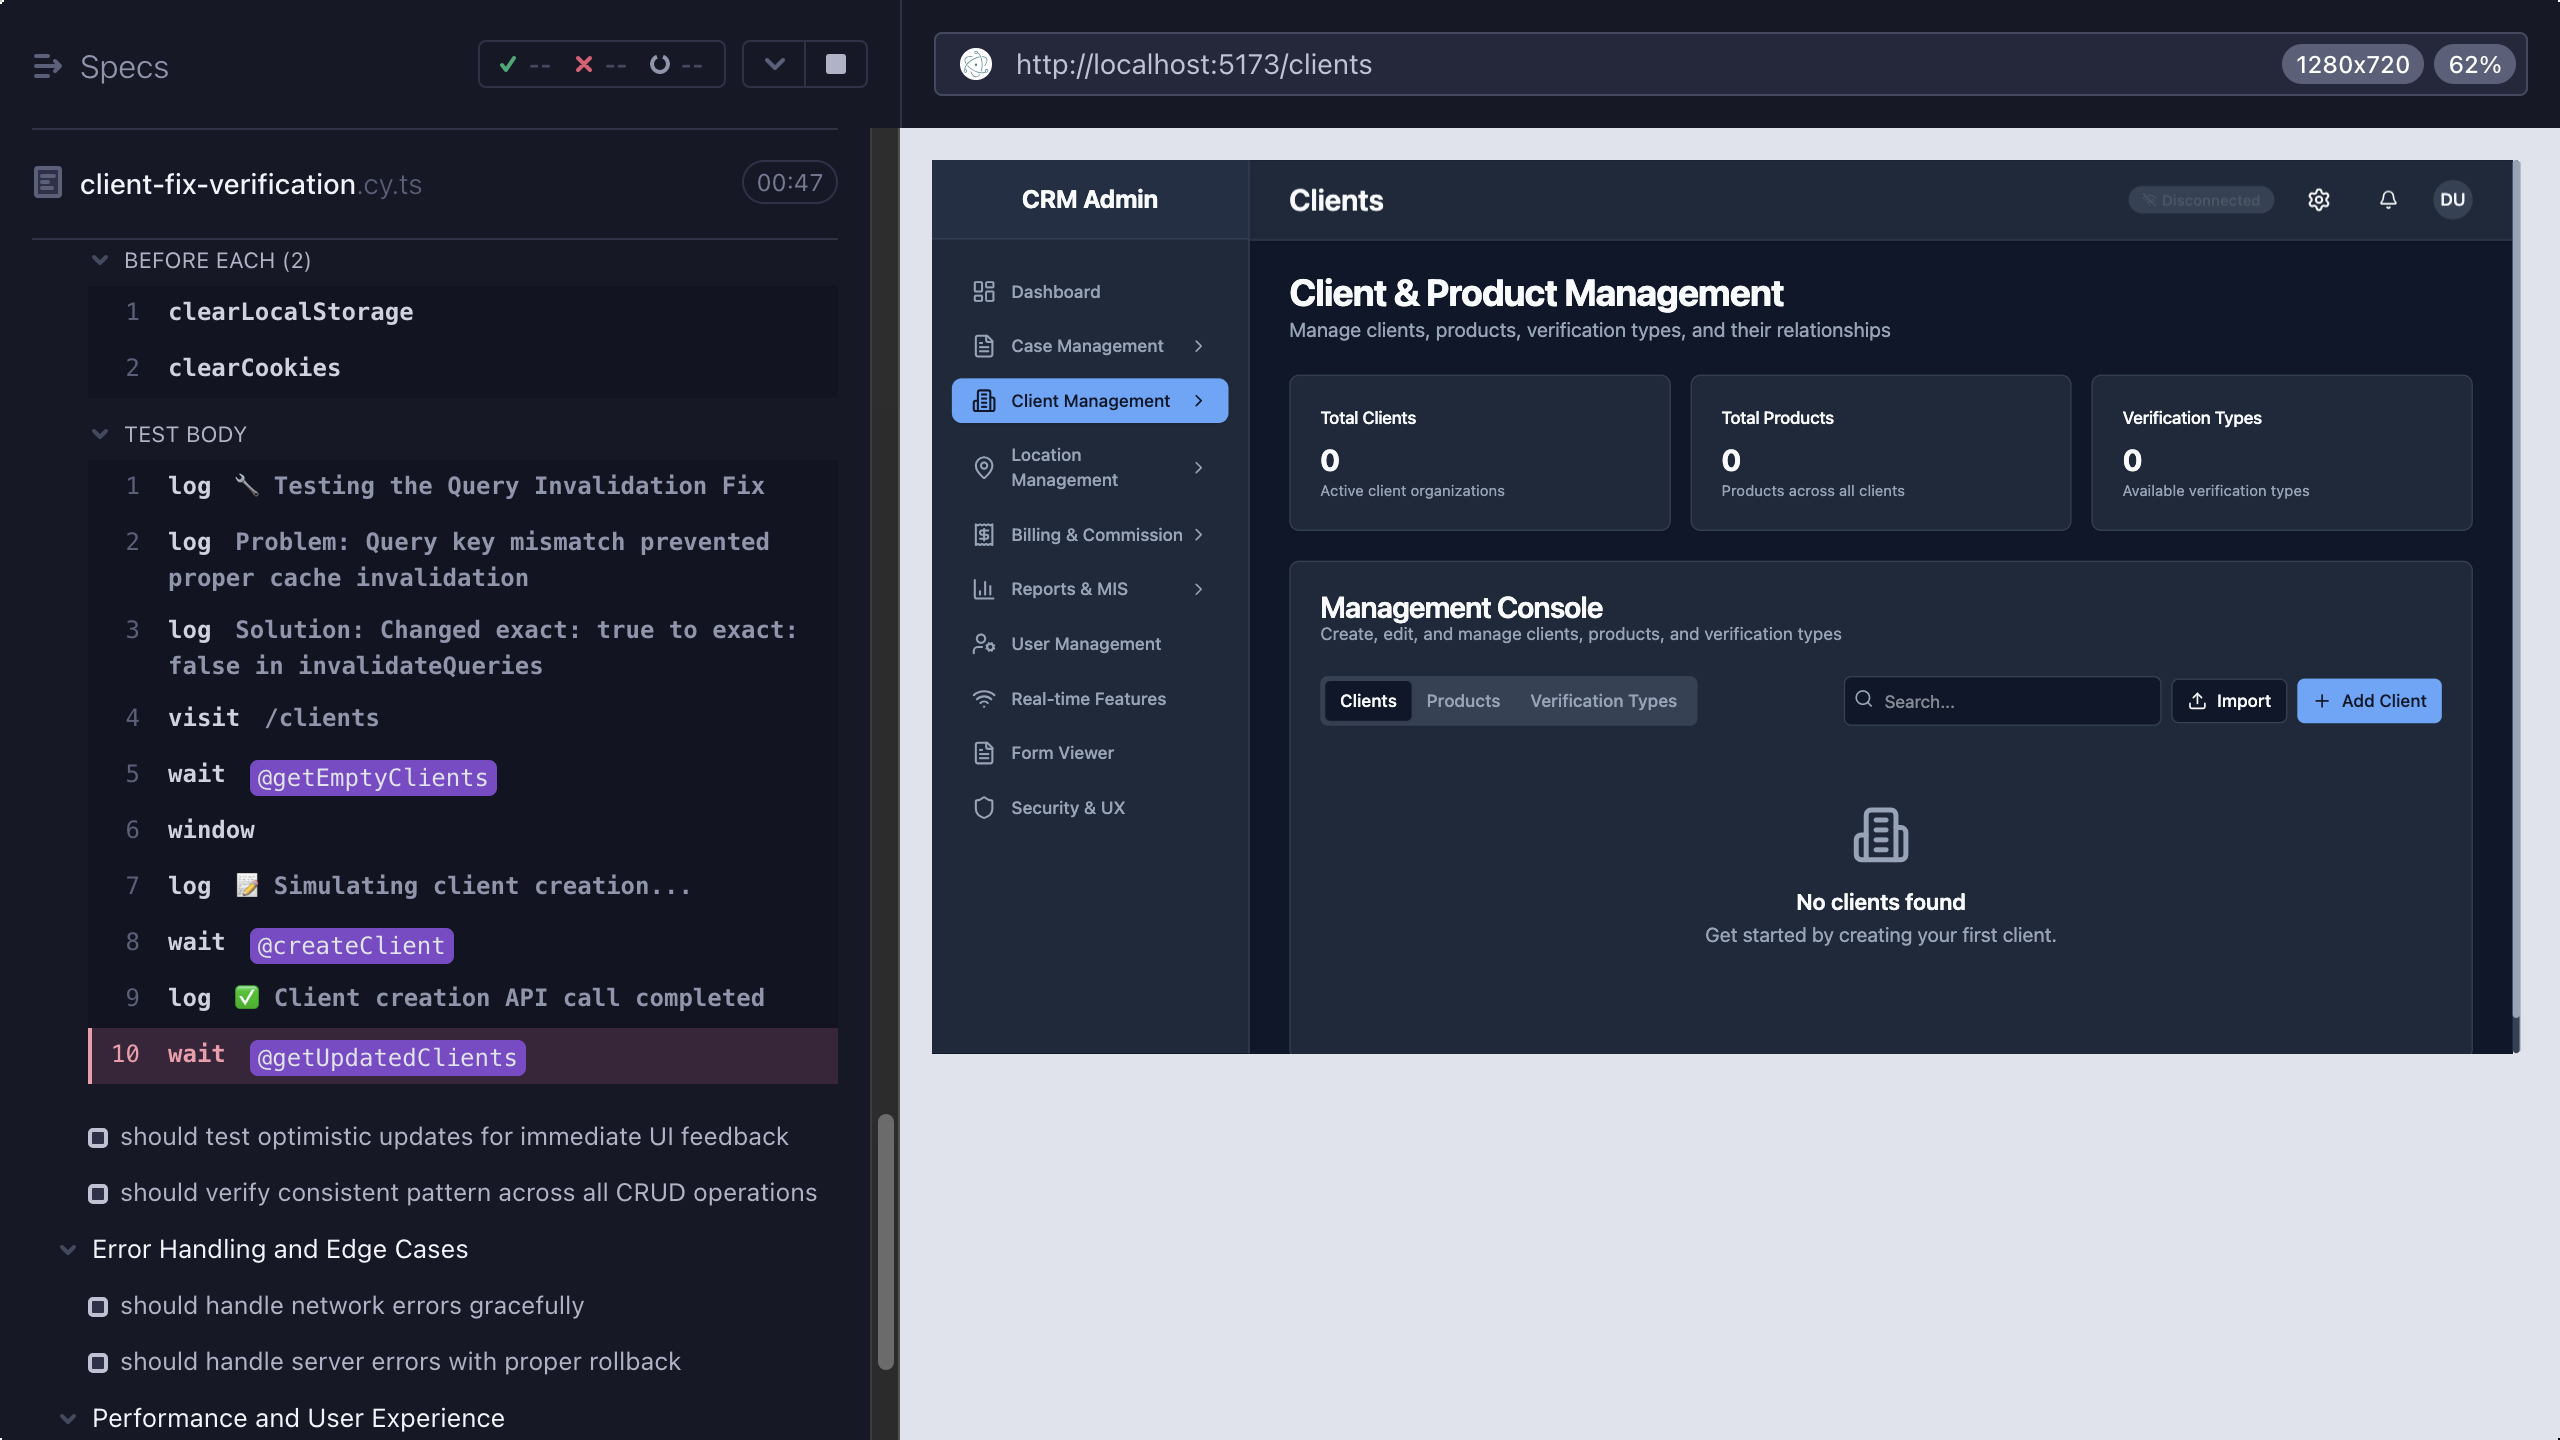 Specs
-- -- --
client-fix-verification.cy.ts
00:47
BEFORE EACH (2)
1 clearLocalStorage
2 clearCookies
TEST BODY
1 log 🔧 Testing the Query Invalidation Fix
2 log Problem: Query key mismatch prevented
proper cache invalidation
3 log Solution: Changed exact: true to exact:
false in invalidateQueries
4 visit /clients
5 wait @getEmptyClients
6 window
7 log 📝 Simulating client creation...
8 wait @createClient
9 log ✅ Client creation API call completed
10 wait @getUpdatedClients
should test optimistic updates for immediate UI feedback
should verify consistent pattern across all CRUD operations
Error Handling and Edge Cases
should handle network errors gracefully
should handle server errors with proper rollback
Performance and User Experience
http://localhost:5173/clients
1280x720
62%
CRM Admin
Dashboard
Case Management
Client Management
Location
Management
Billing & Commission
Reports & MIS
User Management
Real-time Features
Form Viewer
Security & UX
Clients
Disconnected
DU
Client & Product Management
Manage clients, products, verification types, and their relationships
Total Clients
0
Active client organizations
Total Products
0
Products across all clients
Verification Types
0
Available verification types
Management Console
Create, edit, and manage clients, products, and verification types
Clients Products Verification Types
Search...
Import
+ Add Client
No clients found
Get started by creating your first client.